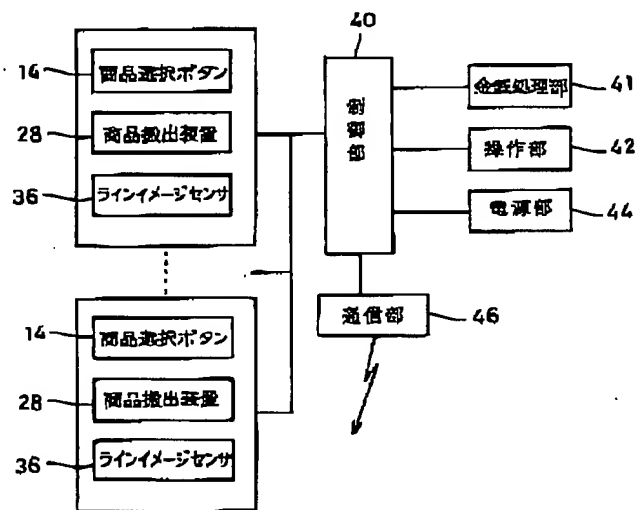 40
14
商品選択ボタン
28
商品搬出装置
36
ラインイメージセンサ
制御部
金銭処理部
41
操作部
42
電源部
44
通信部
46
14
商品選択ボタン
28
商品搬出装置
36
ラインイメージセンサ